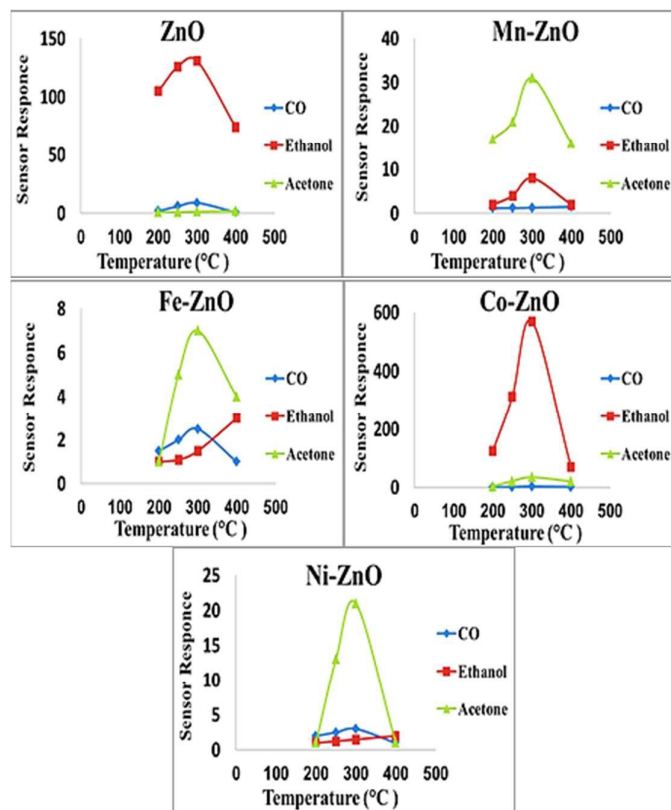 ZnO
Sensor Responce
150
100
50
0
0 100 200 300 400 500
Temperature (°C )
CO
Ethanol
Acetone
Mn-ZnO
Sensor Responce
40
30
20
10
0
0 100 200 300 400 500
Temperature (°C )
CO
Ethanol
Acetone
Fe-ZnO
Sensor Responce
8
6
4
2
0
0 100 200 300 400 500
Temperature (°C )
CO
Ethanol
Acetone
Co-ZnO
Sensor Responce
600
400
200
0
0 100 200 300 400 500
Temperature (°C )
CO
Ethanol
Acetone
Ni-ZnO
Sensor Responce
25
20
15
10
5
0
0 100 200 300 400 500
Temperature (°C )
CO
Ethanol
Acetone